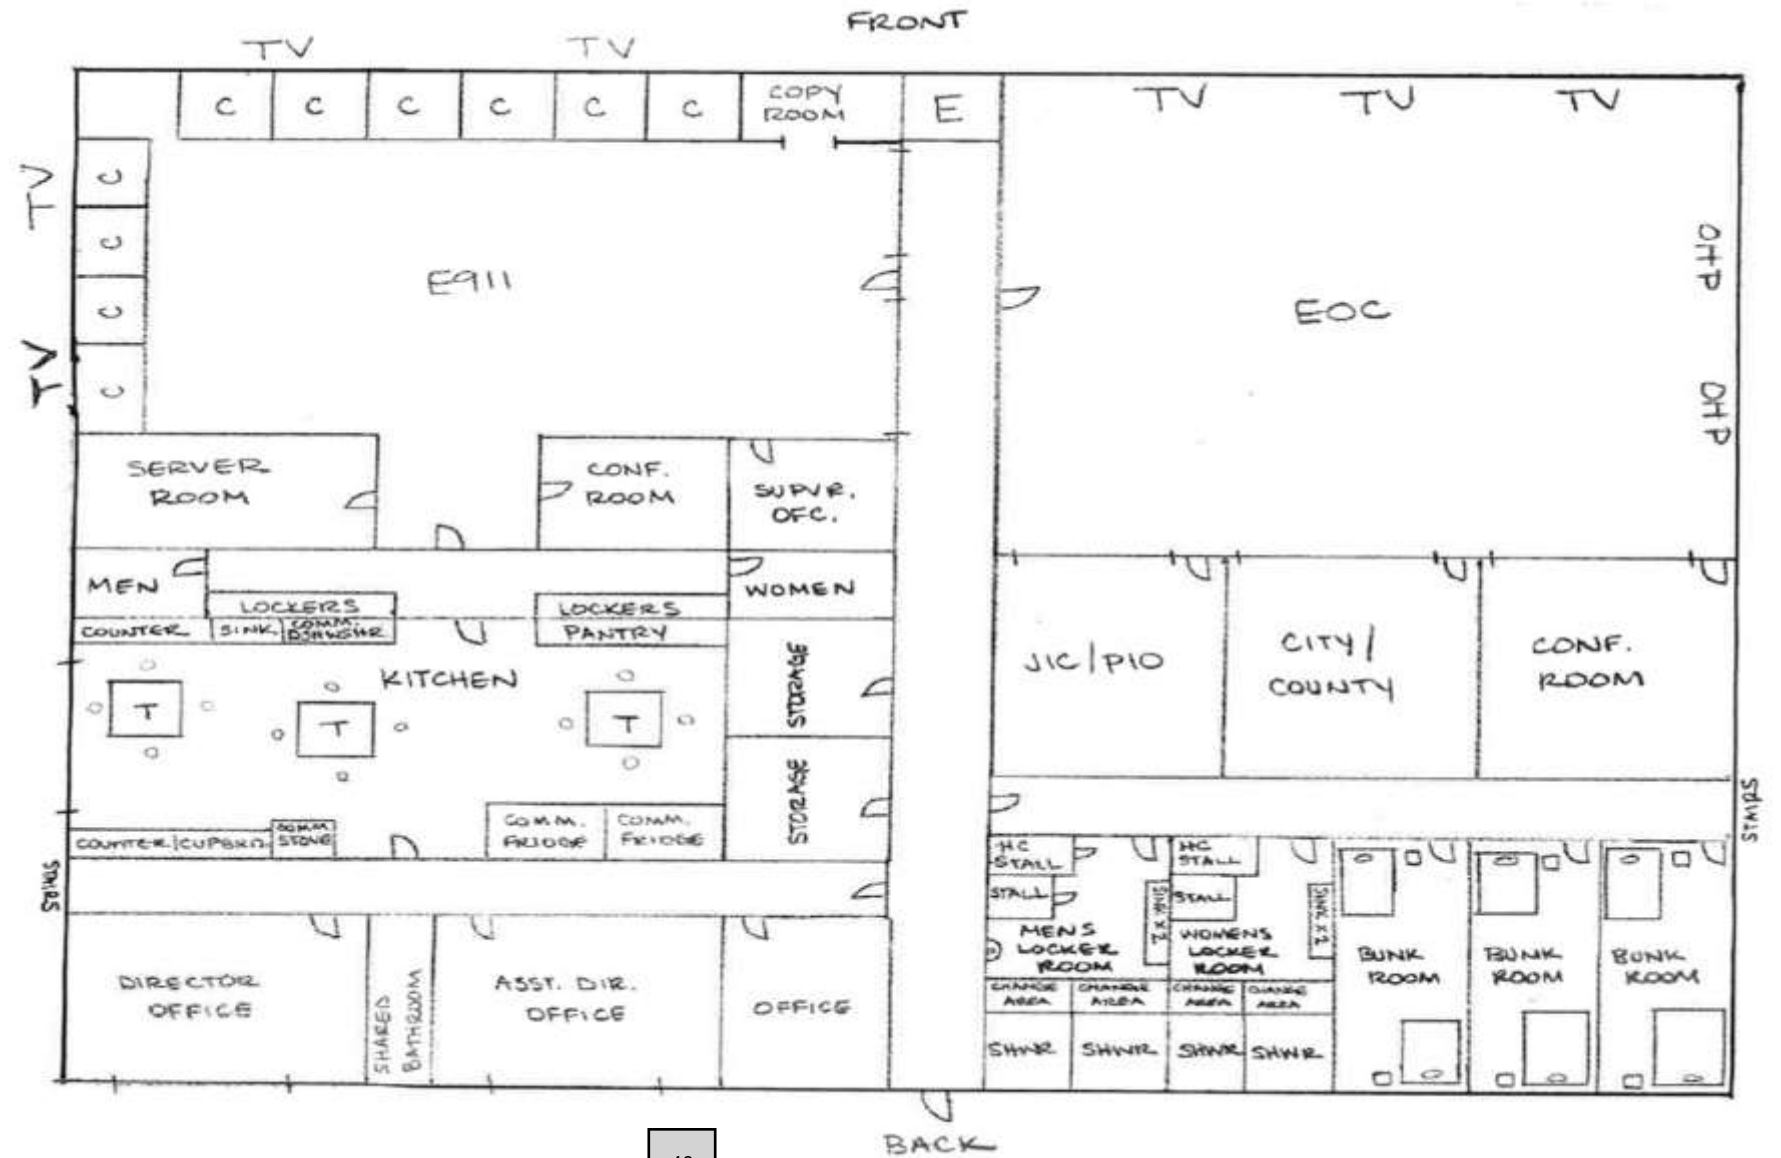 FRONT
TV
TV
C
C
C
C
C
C
COPY
ROOM
E
TV
TV
TV
TV
C
C
C
TV
C
E911
EOC
OHP
OHP
SERVER
ROOM
CONF.
ROOM
SUPVR.
OFC.
MEN
LOCKERS
LOCKERS
WOMEN
COUNTER
SINK
COMM.
DSHWSHR
PANTRY
KITCHEN
T
T
T
STORAGE
STORAGE
JIC/PIO
CITY/
COUNTY
CONF.
ROOM
COUNTER/CUPBRD
COMM.
STOVE
COMM.
FRIDGE
COMM.
FRIDGE
STAIRS
STAIRS
HC
STALL
STALL
SINK x 2
MENS
LOCKER
ROOM
HC
STALL
STALL
SINK x 2
WOMENS
LOCKER
ROOM
BUNK
ROOM
BUNK
ROOM
BUNK
ROOM
CHANGE
AREA
CHANGE
AREA
CHANGE
AREA
CHANGE
AREA
SHWR
SHWR
SHWR
SHWR
DIRECTOR
OFFICE
SHARED
BATHROOM
ASST. DIR.
OFFICE
OFFICE
BACK